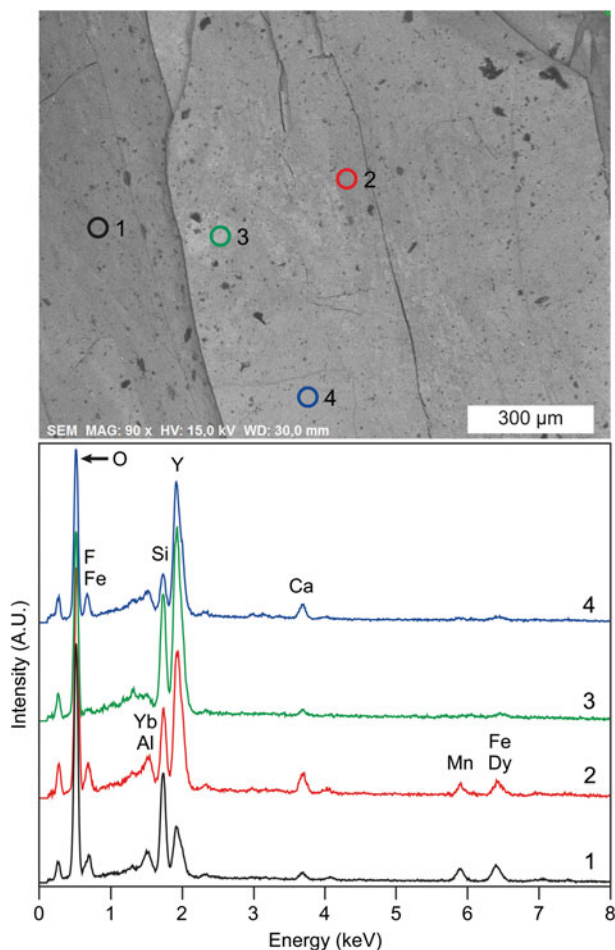 1
2
3
4
SEM MAG: 90 x HV: 15,0 kV WD: 30,0 mm
300 µm
O
Y
F
Fe
Si
Ca
4
3
Yb
Al
Mn
Fe
Dy
2
1
Intensity (A.U.)
0 1 2 3 4 5 6 7 8
Energy (keV)